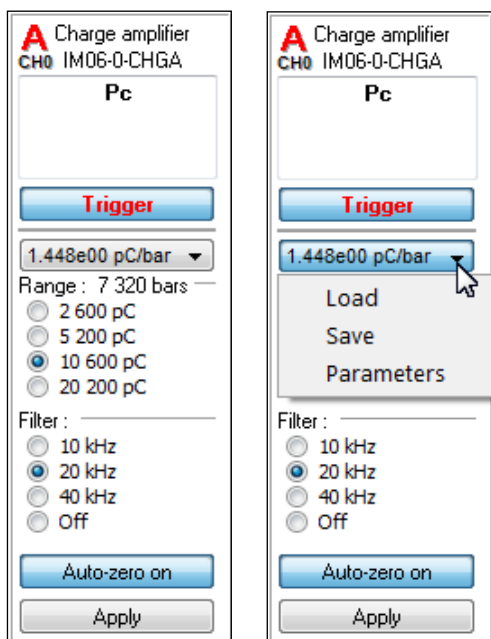 A Charge amplifier
CH0 IM06-0-CHGA
Pc
Trigger
1.448e00 pC/bar
Range : 7 320 bars
2 600 pC
5 200 pC
10 600 pC
20 200 pC
Filter :
10 kHz
20 kHz
40 kHz
Off
Auto-zero on
Apply
A Charge amplifier
CH0 IM06-0-CHGA
Pc
Trigger
1.448e00 pC/bar
Load
Save
Parameters
Filter :
10 kHz
20 kHz
40 kHz
Off
Auto-zero on
Apply